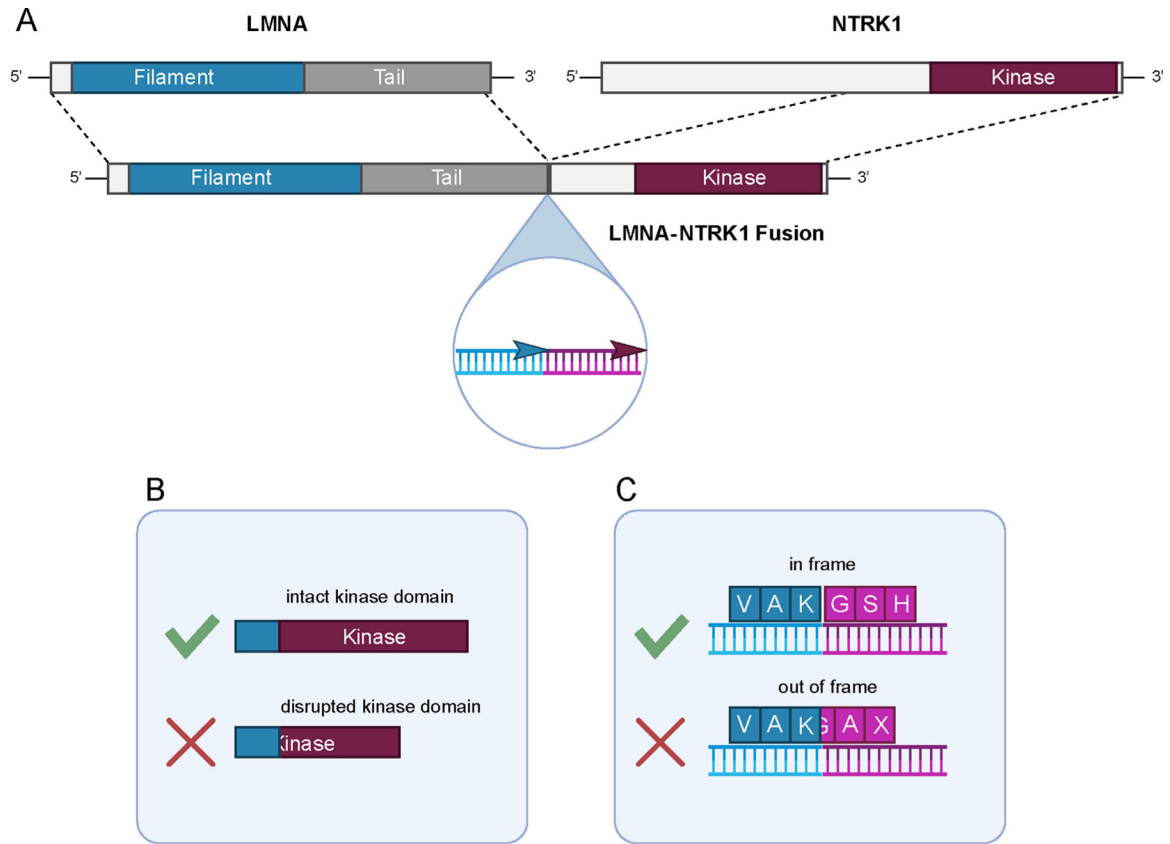 A
LMNA
NTRK1
5' Filament Tail 3'
5' Kinase 3'
5' Filament Tail Kinase 3'
LMNA-NTRK1 Fusion
B
intact kinase domain
Kinase
disrupted kinase domain
Kinase
C
in frame
V A K G S H
out of frame
V A K G A X